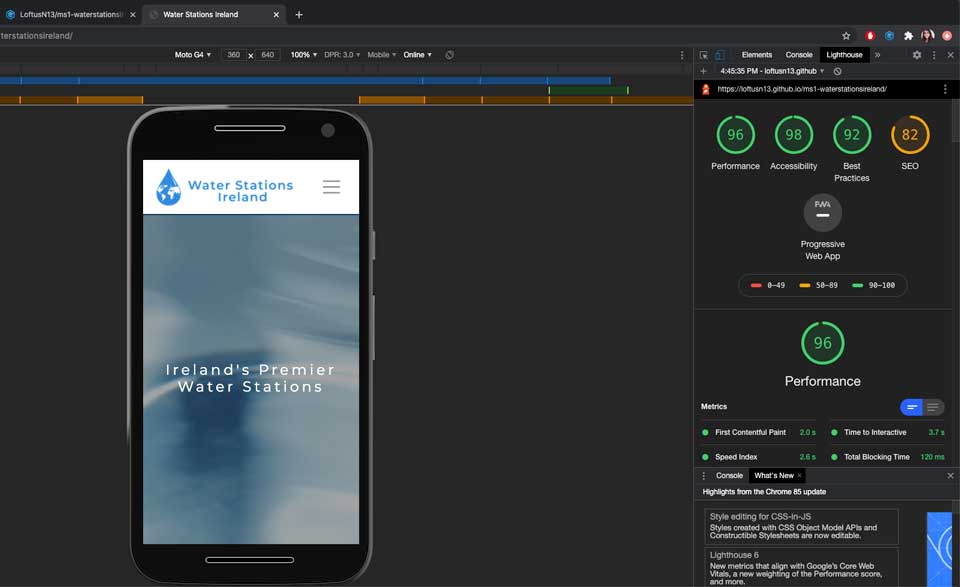 LoftusN13/ms1-waterstationsi
Water Stations Ireland
terstationsireland/
Moto G4
360 x 640
100%
DPR: 3.0
Mobile
Online
Elements
Console
Lighthouse
4:45:35 PM - loftusn13.github
https://loftusn13.github.io/ms1-waterstationsireland/
96
98
92
82
Performance
Accessibility
Best
Practices
SEO
PWA
Progressive
Web App
0–49
50–89
90–100
96
Performance
Metrics
First Contentful Paint 2.0 s
Time to Interactive 3.7 s
Speed Index 2.6 s
Total Blocking Time 120 ms
Console
What's New
Highlights from the Chrome 85 update
Style editing for CSS-in-JS
Styles created with CSS Object Model APIs and
Constructible Stylesheets are now editable.
Lighthouse 6
New metrics that align with Google's Core Web
Vitals, a new weighting of the Performance score,
and more.
Water Stations
Ireland
Ireland's Premier
Water Stations